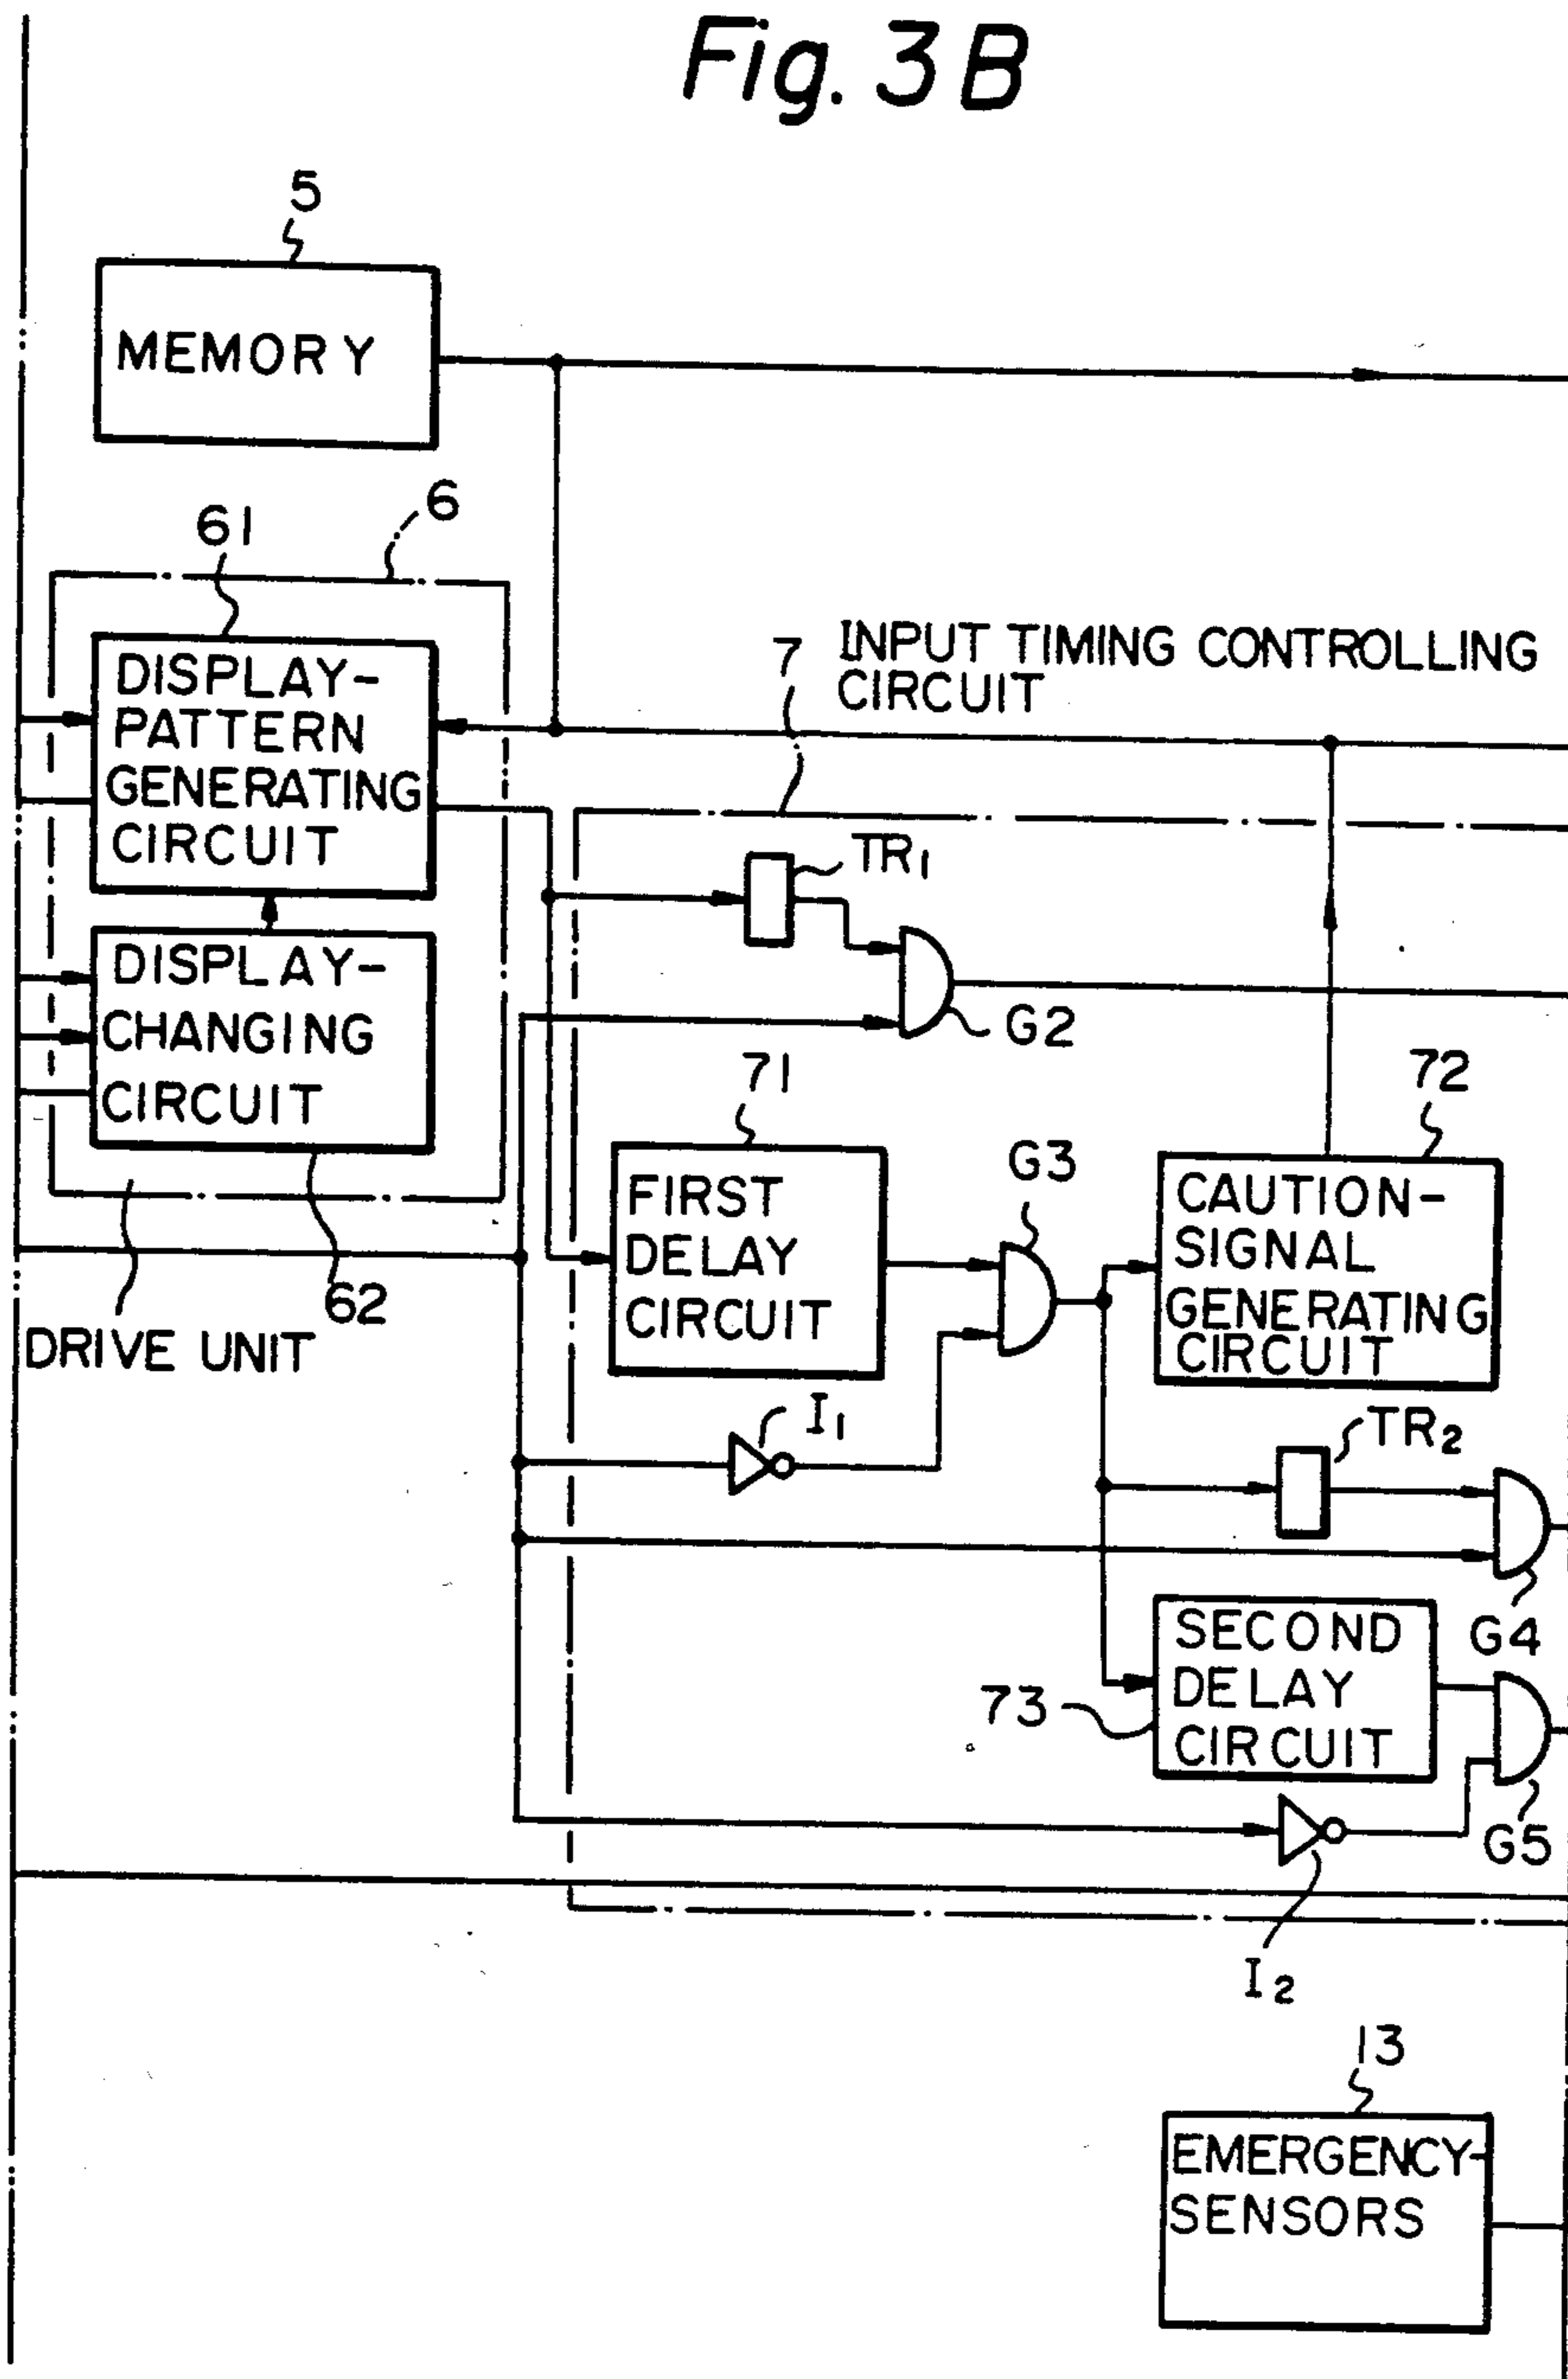 Fig. 3B
5
MEMORY
6
61
DISPLAY-
PATTERN
GENERATING
CIRCUIT
7
INPUT TIMING CONTROLLING
CIRCUIT
TR1
G2
DISPLAY-
CHANGING
CIRCUIT
62
DRIVE UNIT
71
FIRST
DELAY
CIRCUIT
G3
72
CAUTION-
SIGNAL
GENERATING
CIRCUIT
I1
TR2
G4
73
SECOND
DELAY
CIRCUIT
G5
I2
13
EMERGENCY-
SENSORS